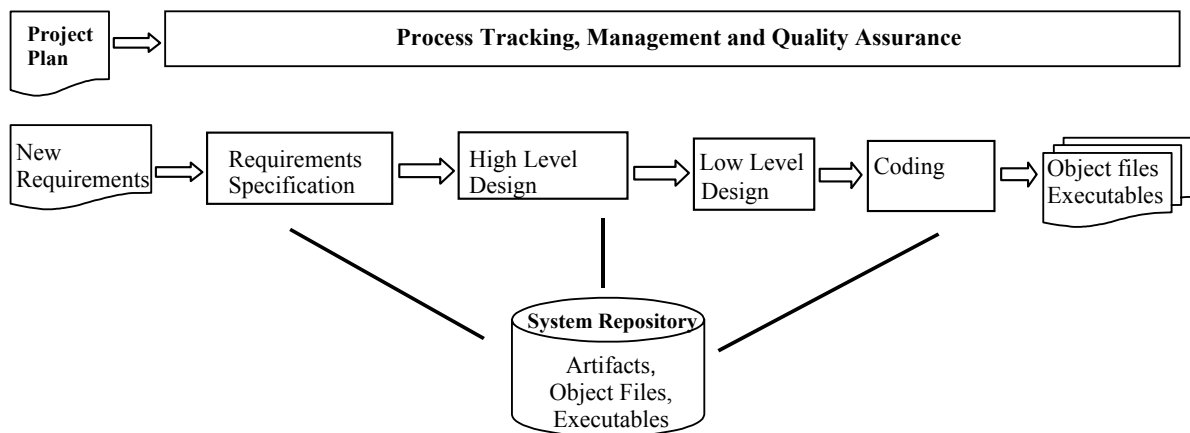 Project
Plan
Process Tracking, Management and Quality Assurance
New
Requirements
Requirements
Specification
High Level
Design
Low Level
Design
Coding
Object files
Executables
System Repository
Artifacts,
Object Files,
Executables